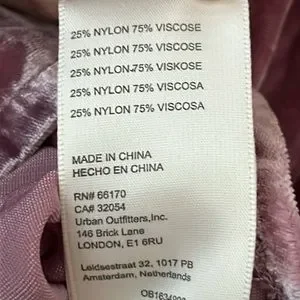 25% NYLON 75% VISCOSE
25% NYLON 75% VISCOSE
25% NYLON 75% VISKOSE
25% NYLON 75% VISCOSA
25% NYLON 75% VISCOSA
MADE IN CHINA
HECHO EN CHINA
RN# 66170
CA# 32054
Urban Outfitters,Inc.
146 Brick Lane
LONDON, E1 6RU
Leidsestraat 32, 1017 PB
Amsterdam, Netherlands